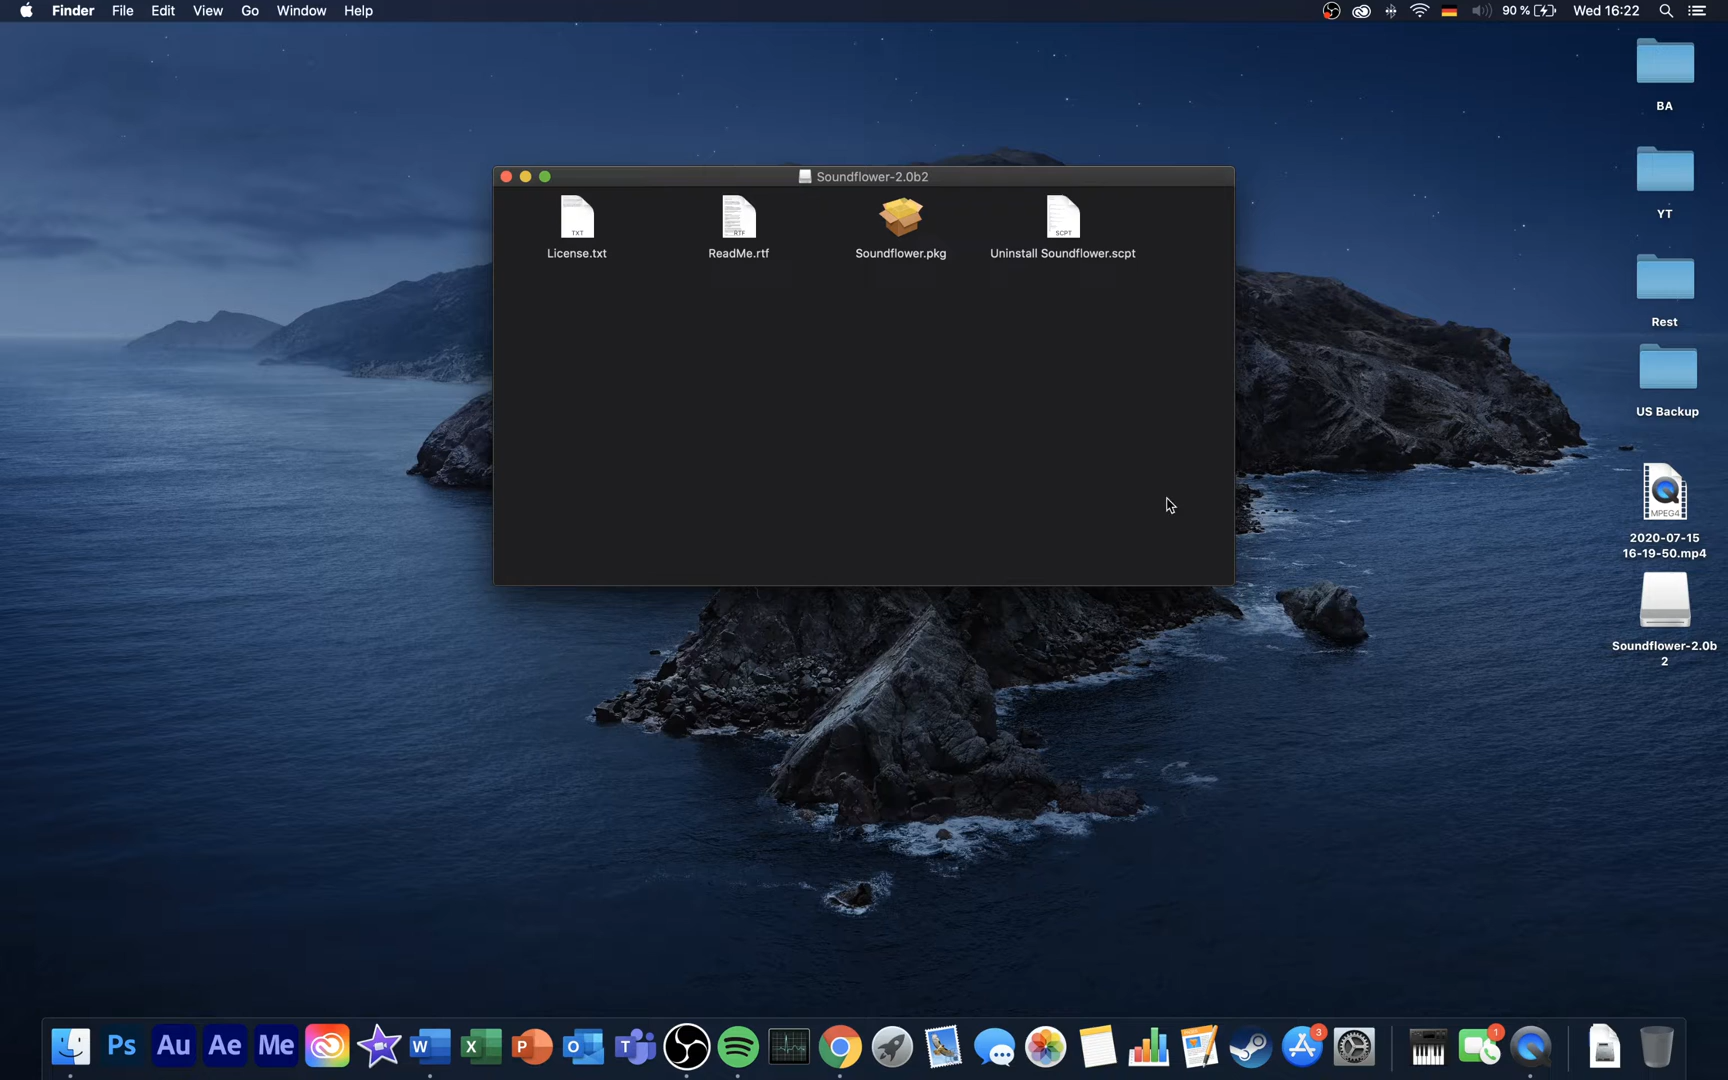 Finder File Edit View Go Window Help
90 % Wed 16:22
BA
YT
Rest
US Backup
MPEG4
2020-07-15
16-19-50.mp4
Soundflower-2.0b
2
Soundflower-2.0b2
TXT RTF SCPT
License.txt ReadMe.rtf Soundflower.pkg Uninstall Soundflower.scpt
Ps Au Ae Me W X P O T 3 1